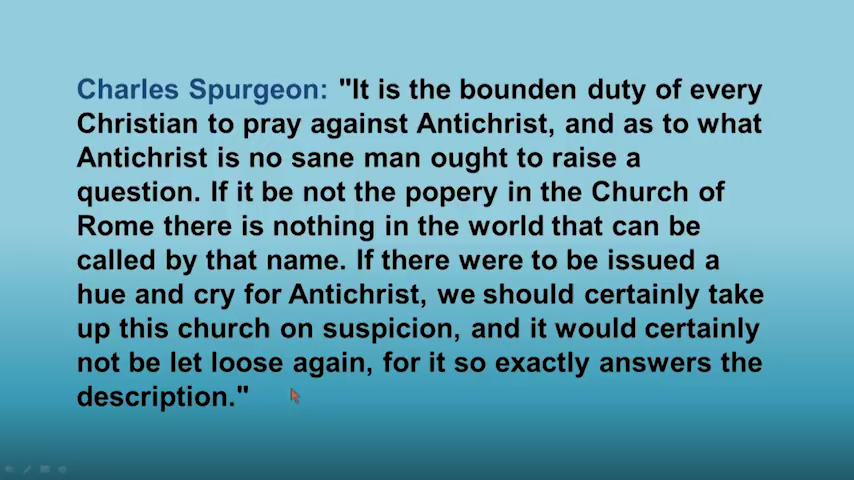 Charles Spurgeon: "It is the bounden duty of every
Christian to pray against Antichrist, and as to what
Antichrist is no sane man ought to raise a
question. If it be not the popery in the Church of
Rome there is nothing in the world that can be
called by that name. If there were to be issued a
hue and cry for Antichrist, we should certainly take
up this church on suspicion, and it would certainly
not be let loose again, for it so exactly answers the
description."